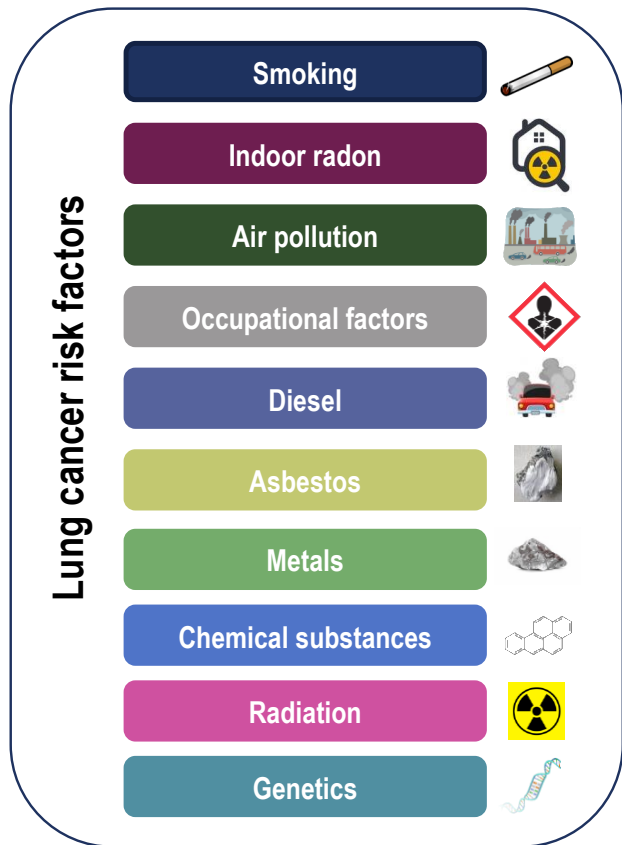 Lung cancer risk factors
Smoking
Indoor radon
Air pollution
Occupational factors
Diesel
Asbestos
Metals
Chemical substances
Radiation
Genetics